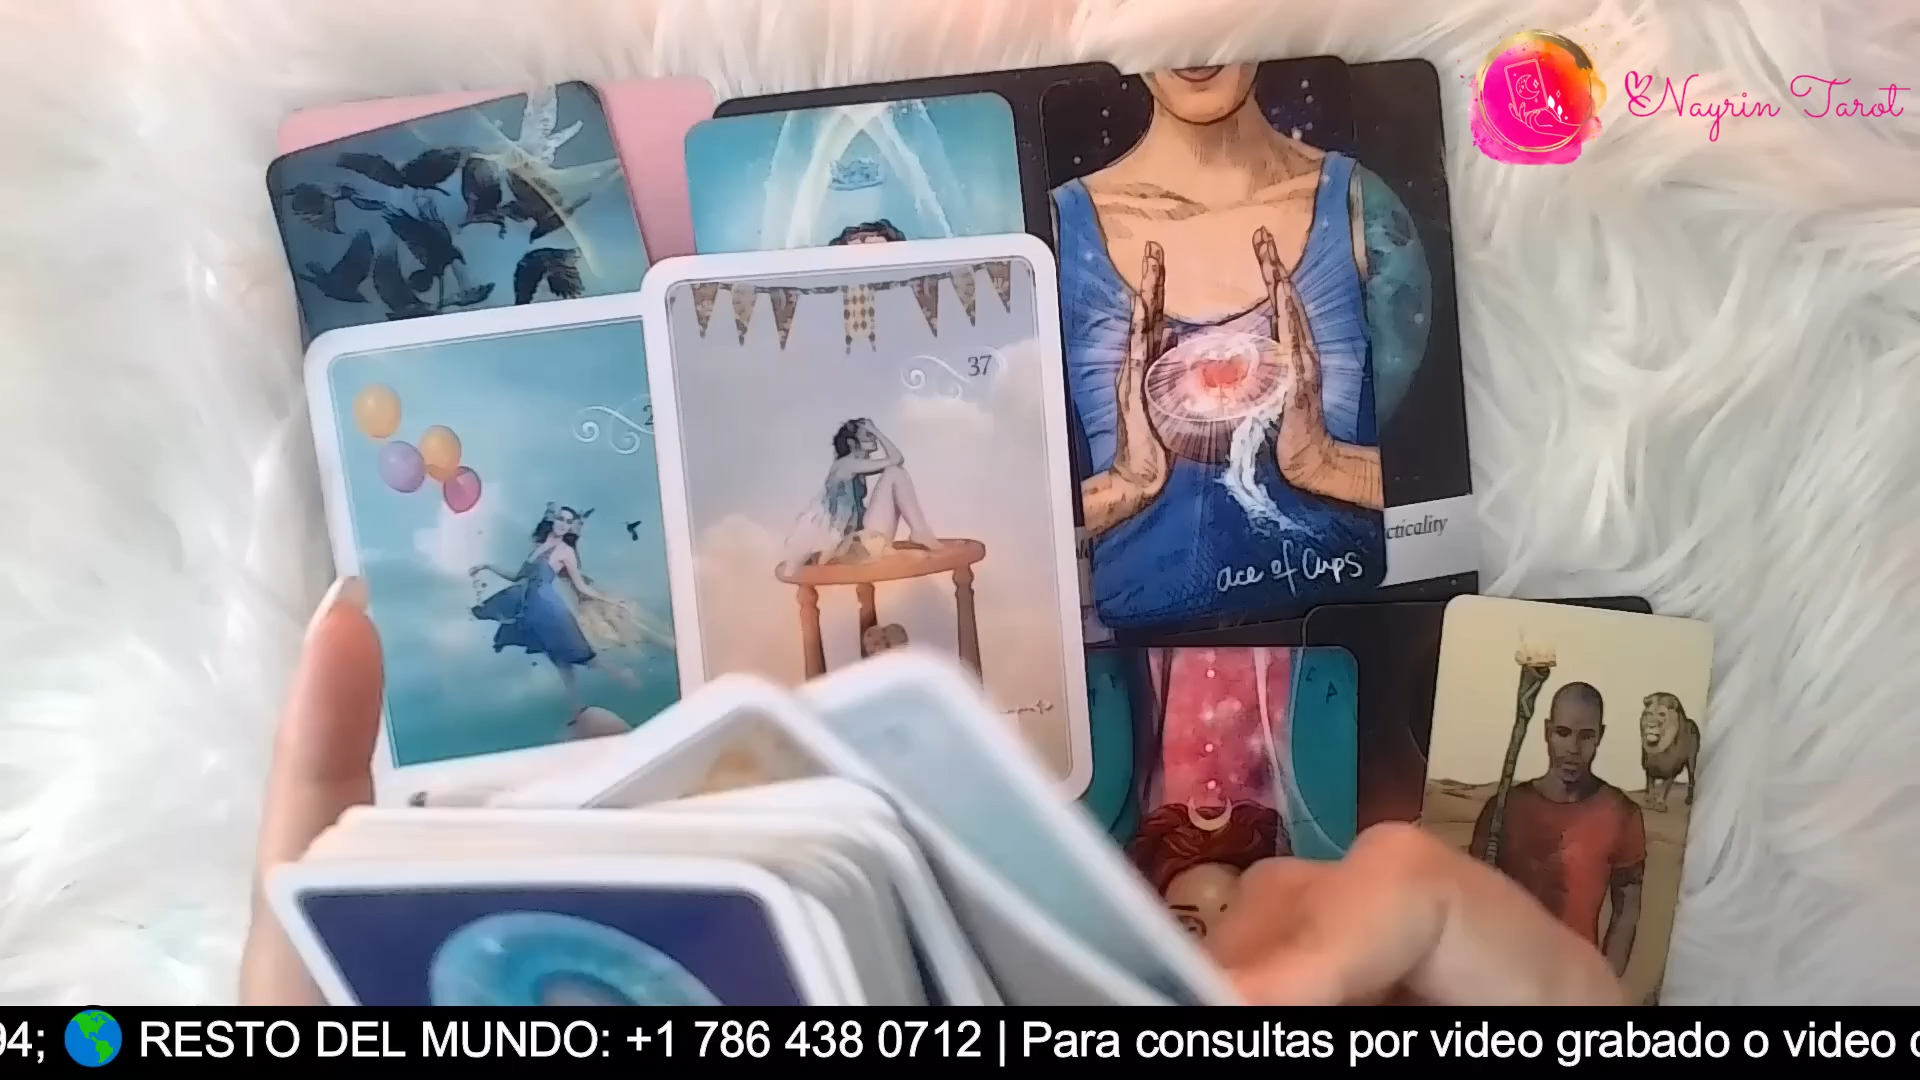 Nayrin Tarot
37
ace of Cups
94; RESTO DEL MUNDO: +1 786 438 0712 | Para consultas por video grabado o video